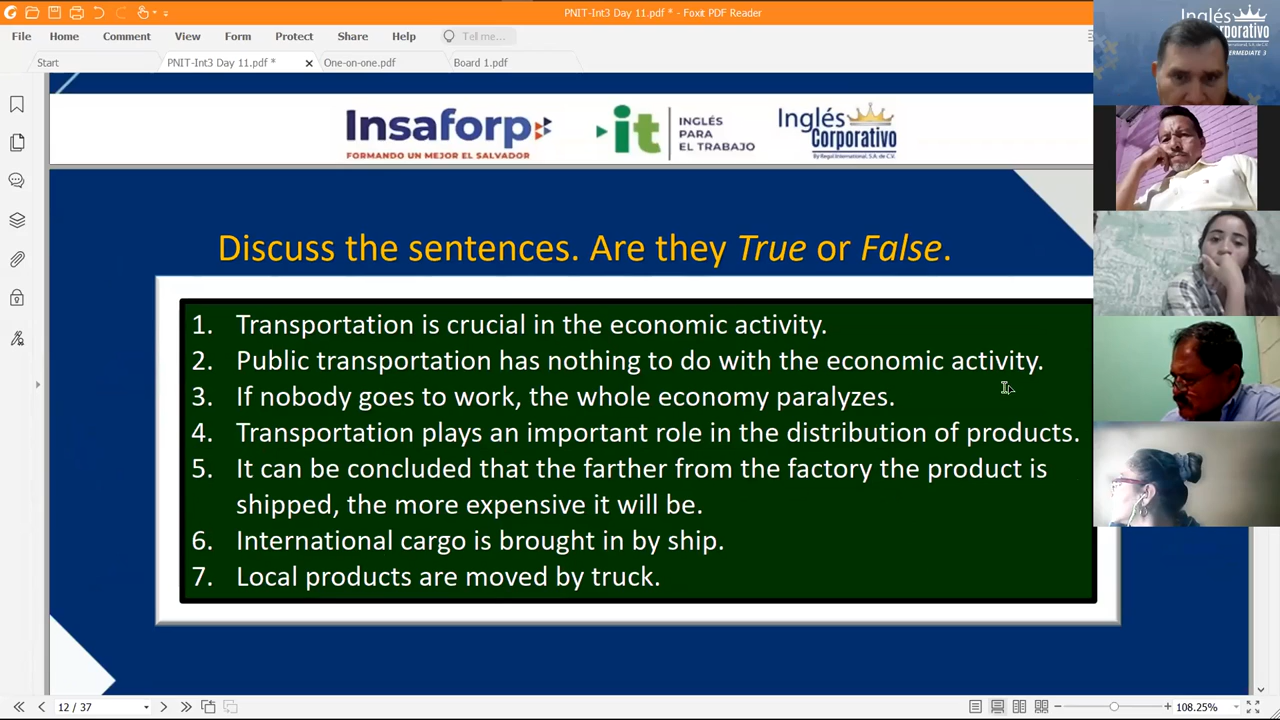 PNIT-Int3 Day 11.pdf * - Foxit PDF Reader
File Home Comment View Form Protect Share Help Tell me...
Start PNIT-Int3 Day 11.pdf * One-on-one.pdf Board 1.pdf
Insaforp
FORMANDO UN MEJOR EL SALVADOR
it
INGLÉS
PARA
EL TRABAJO
Inglés
Corporativo
By Regal International, S.A. de C.V.
Discuss the sentences. Are they True or False.
1. Transportation is crucial in the economic activity.
2. Public transportation has nothing to do with the economic activity.
3. If nobody goes to work, the whole economy paralyzes.
4. Transportation plays an important role in the distribution of products.
5. It can be concluded that the farther from the factory the product is
shipped, the more expensive it will be.
6. International cargo is brought in by ship.
7. Local products are moved by truck.
12 / 37
108.25%
Inglés